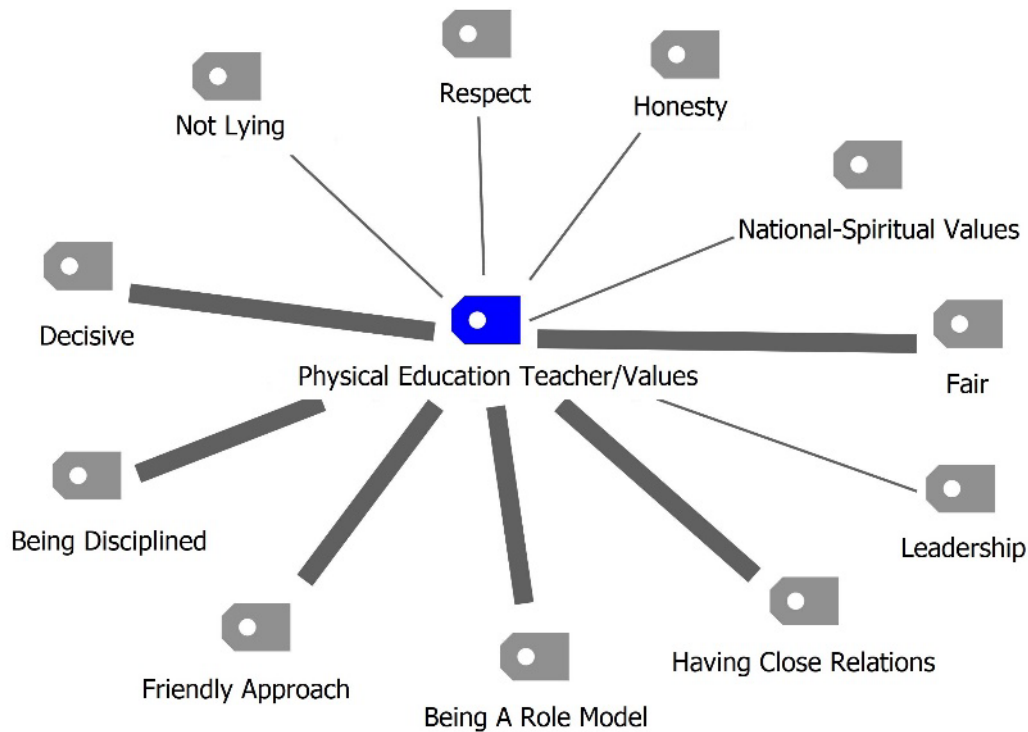 Respect
Honesty
Not Lying
National-Spiritual Values
Decisive
Physical Education Teacher/Values
Fair
Being Disciplined
Leadership
Friendly Approach
Having Close Relations
Being A Role Model